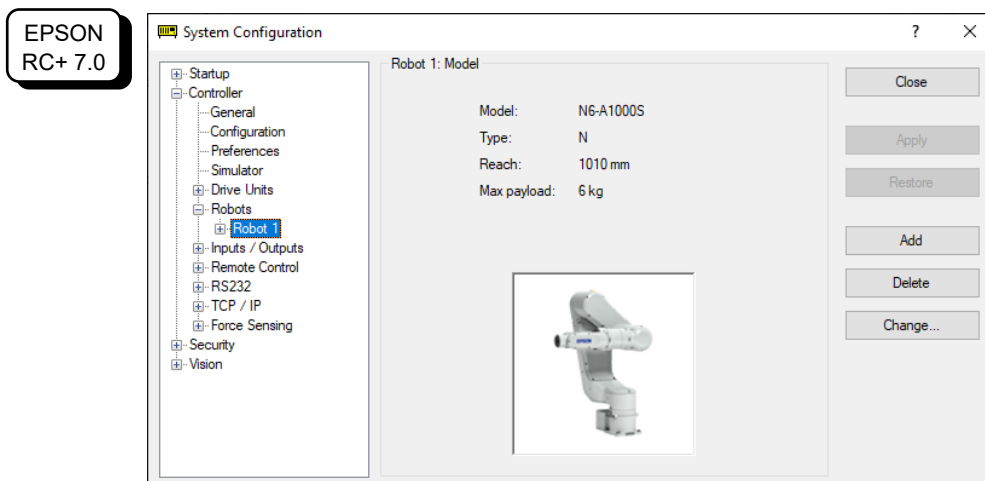 EPSON
RC+ 7.0
System Configuration
?
Startup
Controller
General
Configuration
Preferences
Simulator
Drive Units
Robots
Robot 1
Inputs / Outputs
Remote Control
RS232
TCP / IP
Force Sensing
Security
Vision
Robot 1: Model
Model: N6-A1000S
Type: N
Reach: 1010 mm
Max payload: 6 kg
EPSON
Close
Apply
Restore
Add
Delete
Change...